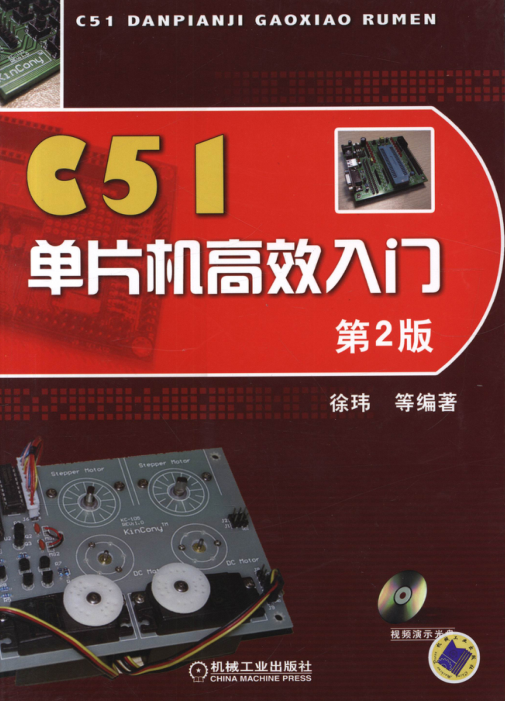 C51 DANPIANJI GAOXIAO RUMEN
KinCony
C51
单片机高效入门
第2版
徐玮 等编著
Stepper Motor
Stepper Motor
KinCony™
DC Motor
DC Motor
视频演示光盘
机械工业出版社
CHINA MACHINE PRESS